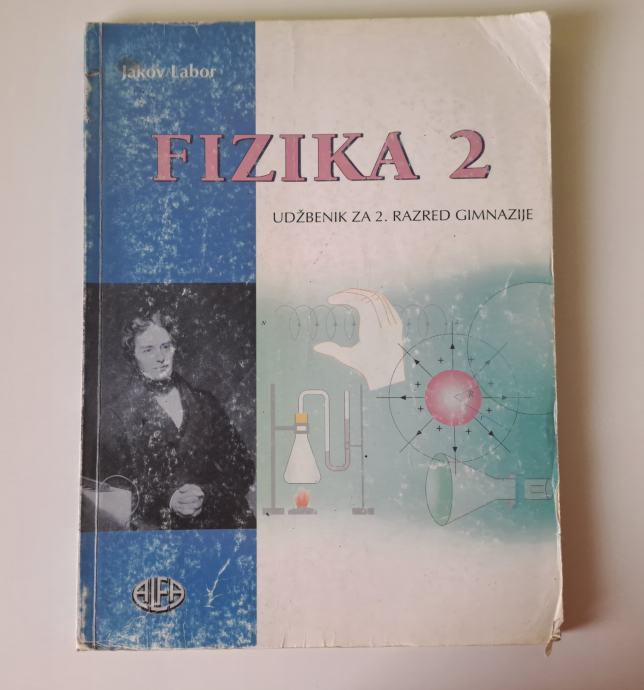 Jakov Labor
FIZIKA 2
UDŽBENIK ZA 2. RAZRED GIMNAZIJE
N
R
ALFA